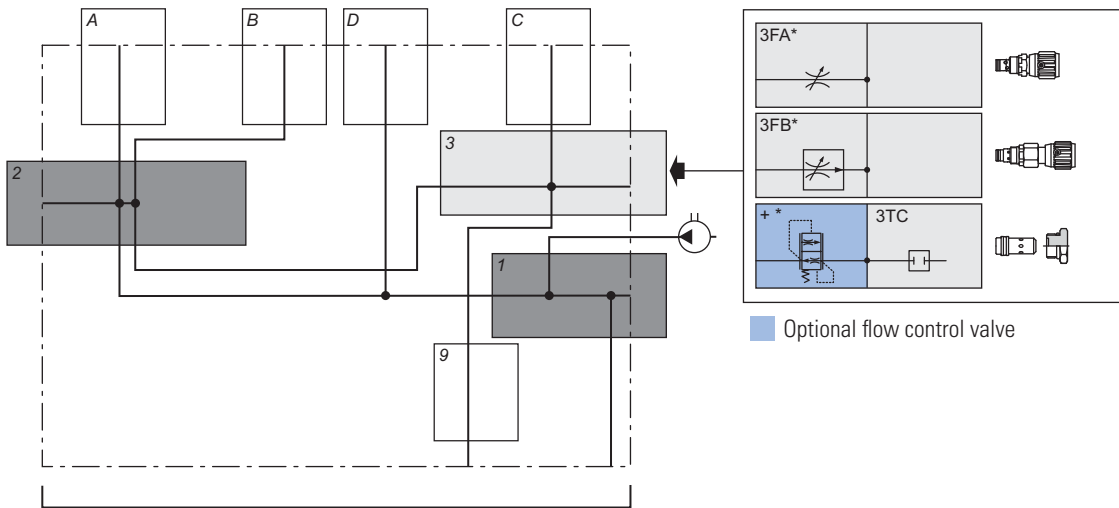 A
B
D
C
2
3
1
9
3FA*
3FB*
+ *
3TC
Optional flow control valve